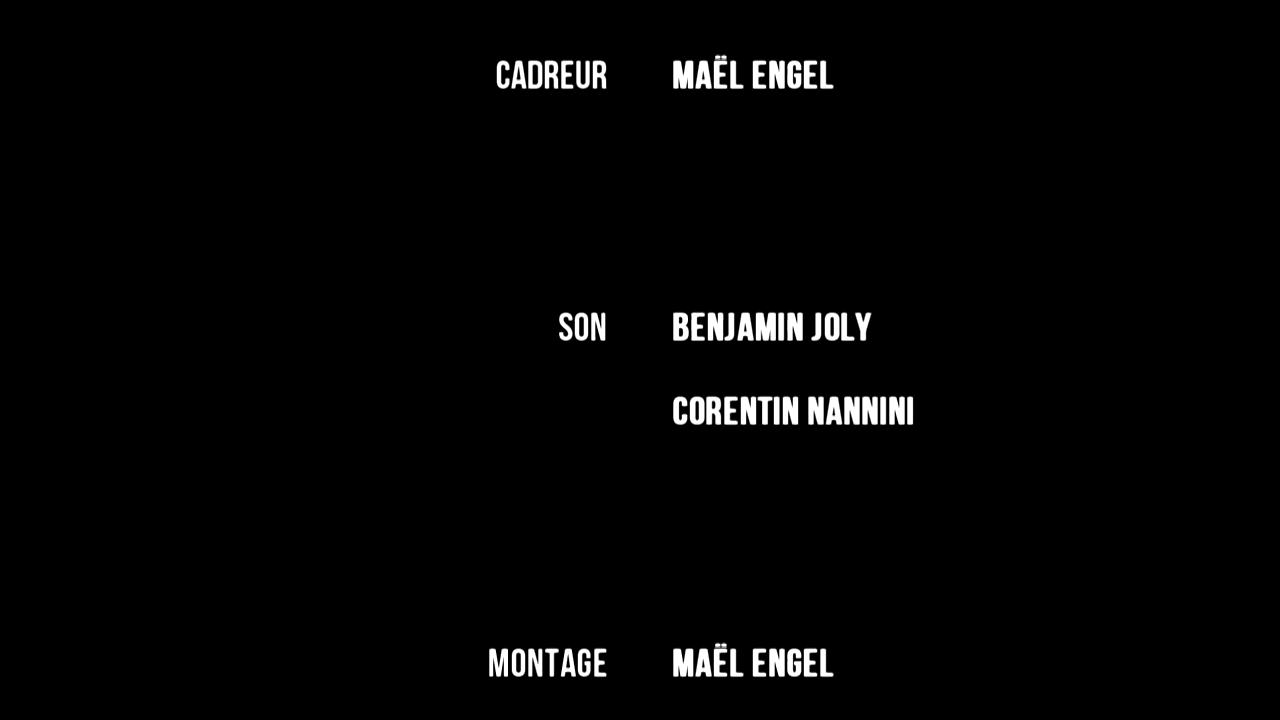 CADREUR MAËL ENGEL
SON BENJAMIN JOLY
CORENTIN NANNINI
MONTAGE MAËL ENGEL